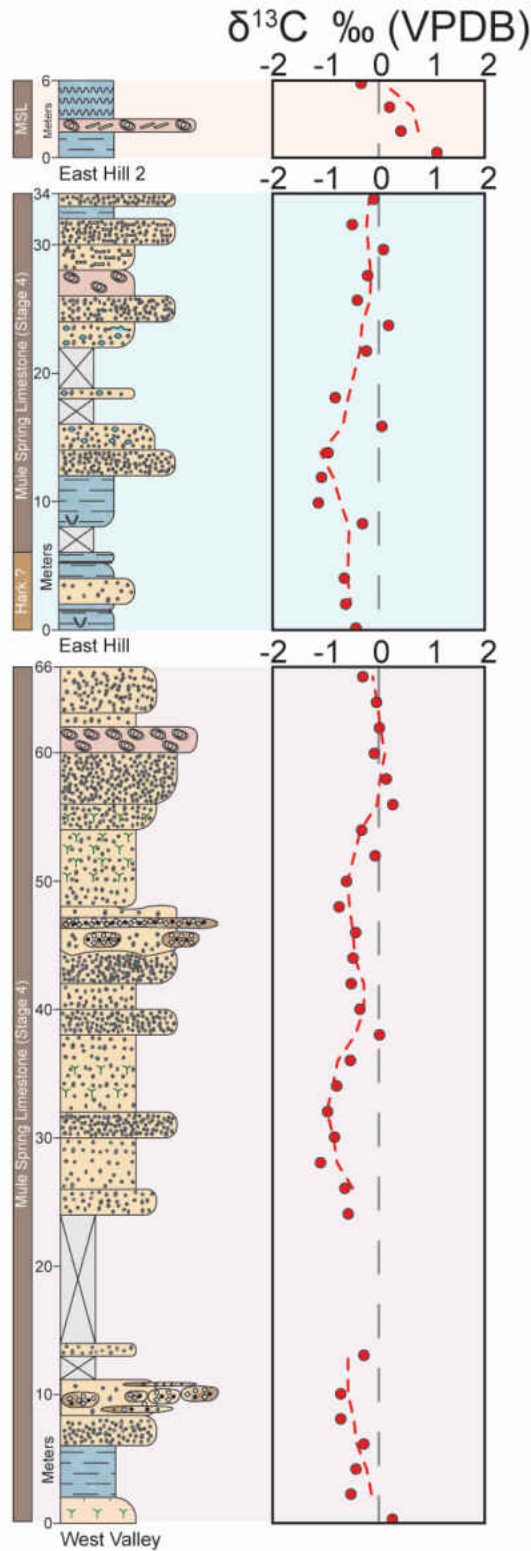 δ¹³C ‰ (VPDB)
-2 -1 0 1 2
MSL
Meters
6
0
East Hill 2
-2 -1 0 1 2
Mule Spring Limestone (Stage 4)
Hark.?
Meters
34
30
20
10
0
East Hill
-2 -1 0 1 2
Mule Spring Limestone (Stage 4)
Meters
66
60
50
40
30
20
10
0
West Valley